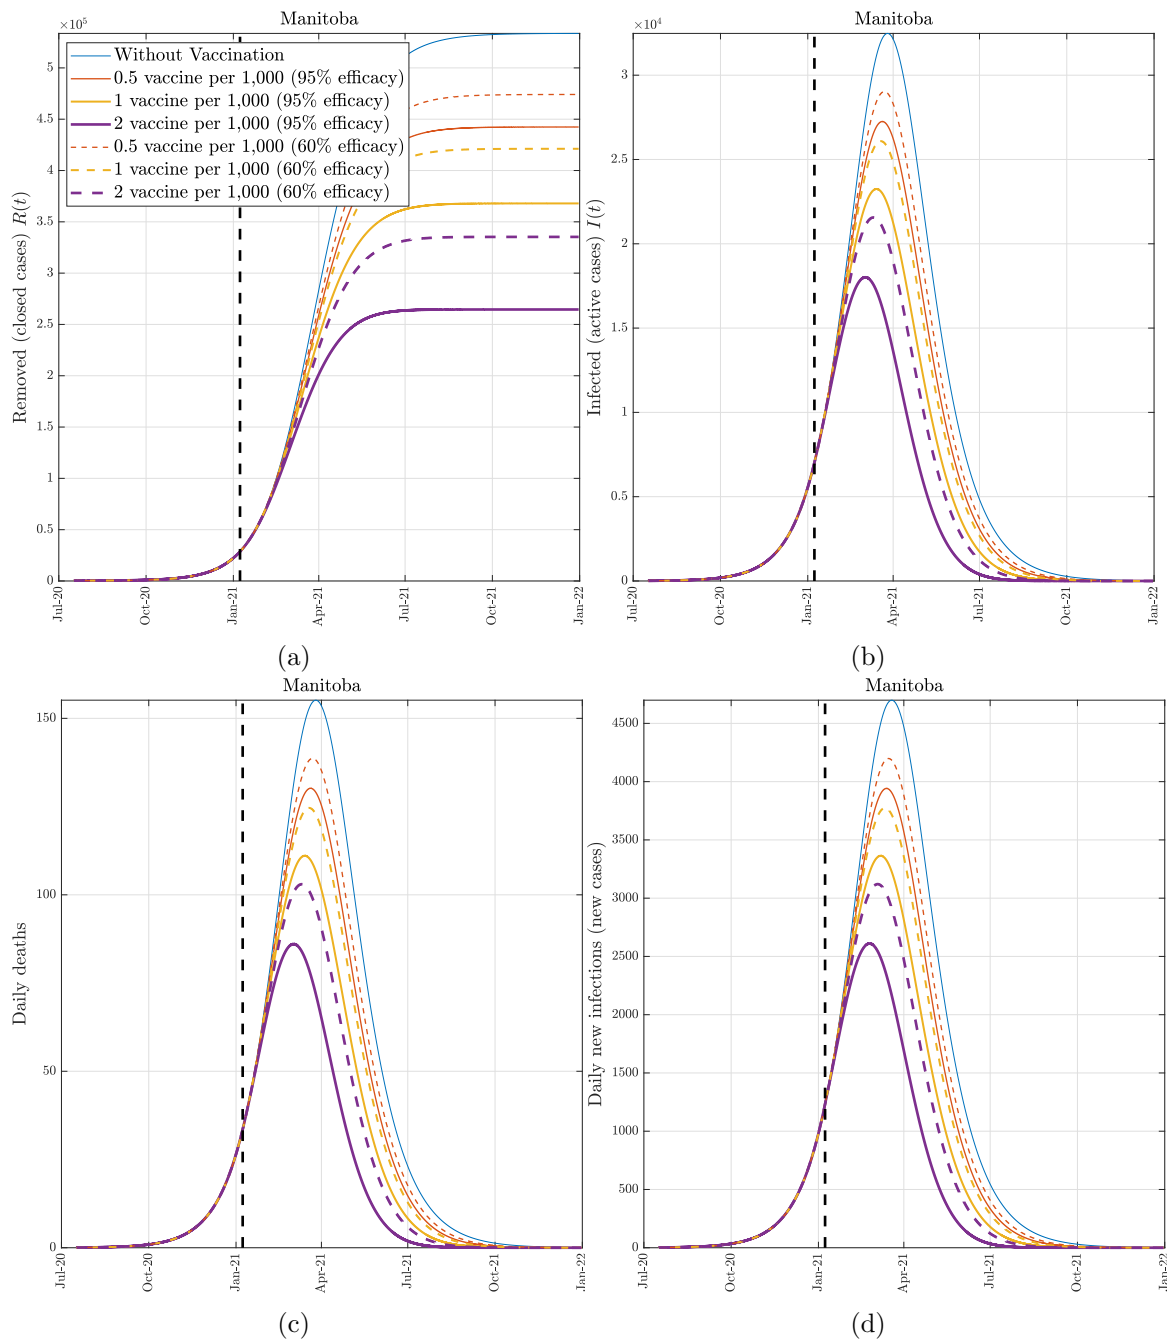 Manitoba
×10⁵
Removed (closed cases) R(t)
5
4.5
4
3.5
3
2.5
2
1.5
1
0.5
0
Without Vaccination
0.5 vaccine per 1,000 (95% efficacy)
1 vaccine per 1,000 (95% efficacy)
2 vaccine per 1,000 (95% efficacy)
0.5 vaccine per 1,000 (60% efficacy)
1 vaccine per 1,000 (60% efficacy)
2 vaccine per 1,000 (60% efficacy)
Jul-20
Oct-20
Jan-21
Apr-21
Jul-21
Oct-21
Jan-22
(a)
Manitoba
×10⁴
Infected (active cases) I(t)
3
2.5
2
1.5
1
0.5
0
Jul-20
Oct-20
Jan-21
Apr-21
Jul-21
Oct-21
Jan-22
(b)
Manitoba
Daily deaths
150
100
50
0
Jul-20
Oct-20
Jan-21
Apr-21
Jul-21
Oct-21
Jan-22
(c)
Manitoba
Daily new infections (new cases)
4500
4000
3500
3000
2500
2000
1500
1000
500
0
Jul-20
Oct-20
Jan-21
Apr-21
Jul-21
Oct-21
Jan-22
(d)